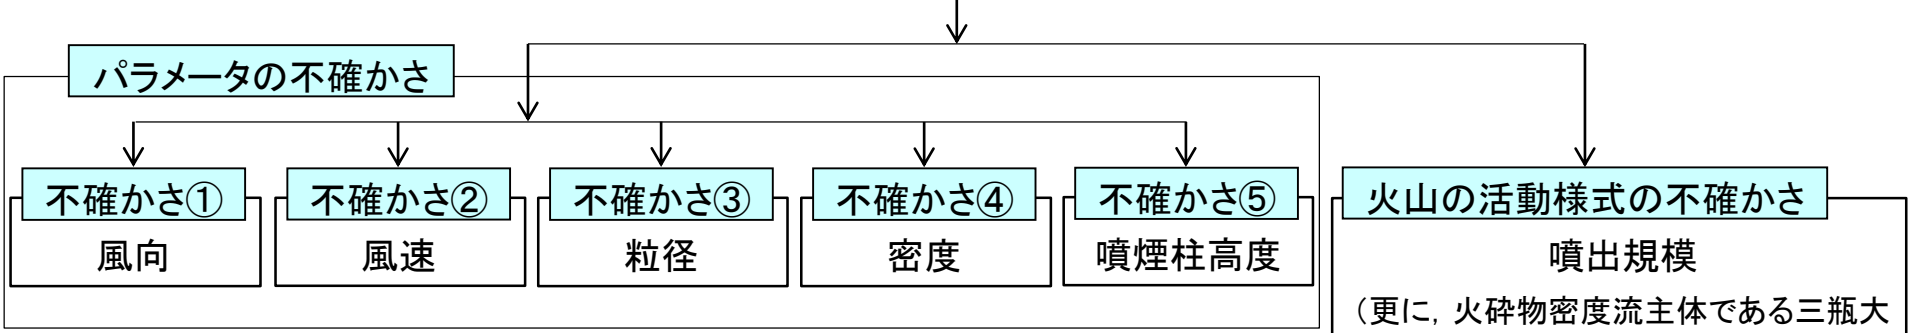 パラメータの不確かさ
不確かさ①
風向
不確かさ②
風速
不確かさ③
粒径
不確かさ④
密度
不確かさ⑤
噴煙柱高度
火山の活動様式の不確かさ
噴出規模
（更に，火砕物密度流主体である三瓶大